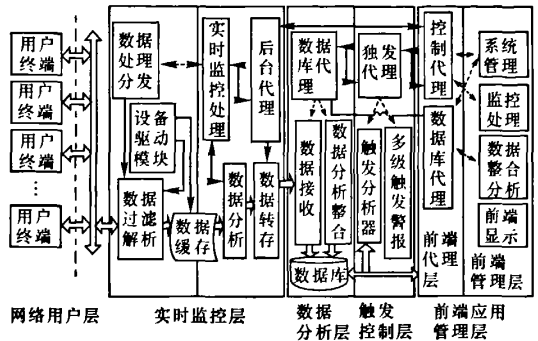 用户
终端
用户
终端
用户
终端
⋮
用户
终端
数据
处理
分发
设备
驱动
模块
数据
过滤
解析
实时监控处理
后台代理
数据
缓存
数据分析
数据转存
数据
库代
理
独发
代理
数据接收
数据分析整合
触发分析器
多级触发警报
数据库
控制代理
数据库代理
前端
代理
层
系统
管理
监控
处理
数据
整合
分析
前端
显示
前端
管理层
网络用户层
实时监控层
数据
分析层
触发
控制层
前端应用
管理层